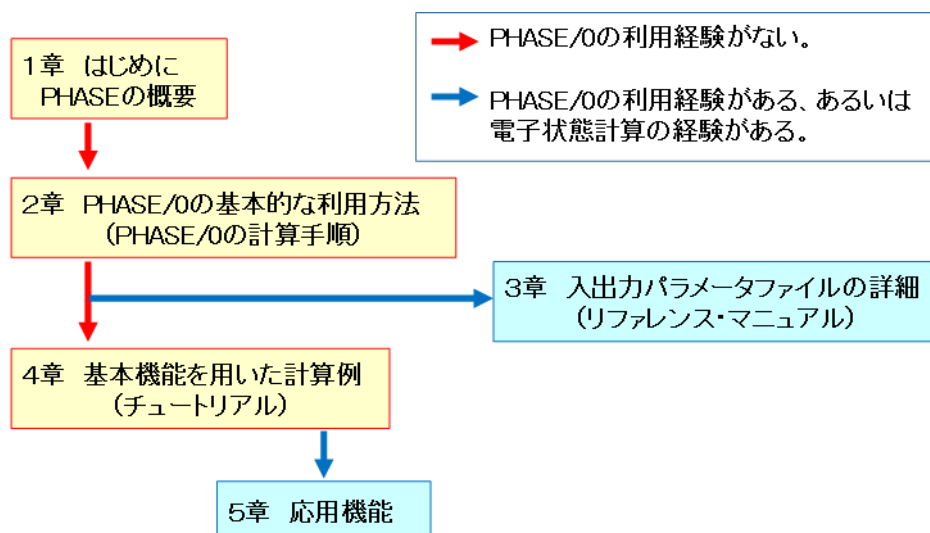 PHASE/0の利用経験がない。
PHASE/0の利用経験がある、あるいは
電子状態計算の経験がある。
1章 はじめに
PHASEの概要
2章 PHASE/0の基本的な利用方法
(PHASE/0の計算手順)
3章 入出力パラメータファイルの詳細
(リファレンス・マニュアル)
4章 基本機能を用いた計算例
(チュートリアル)
5章 応用機能